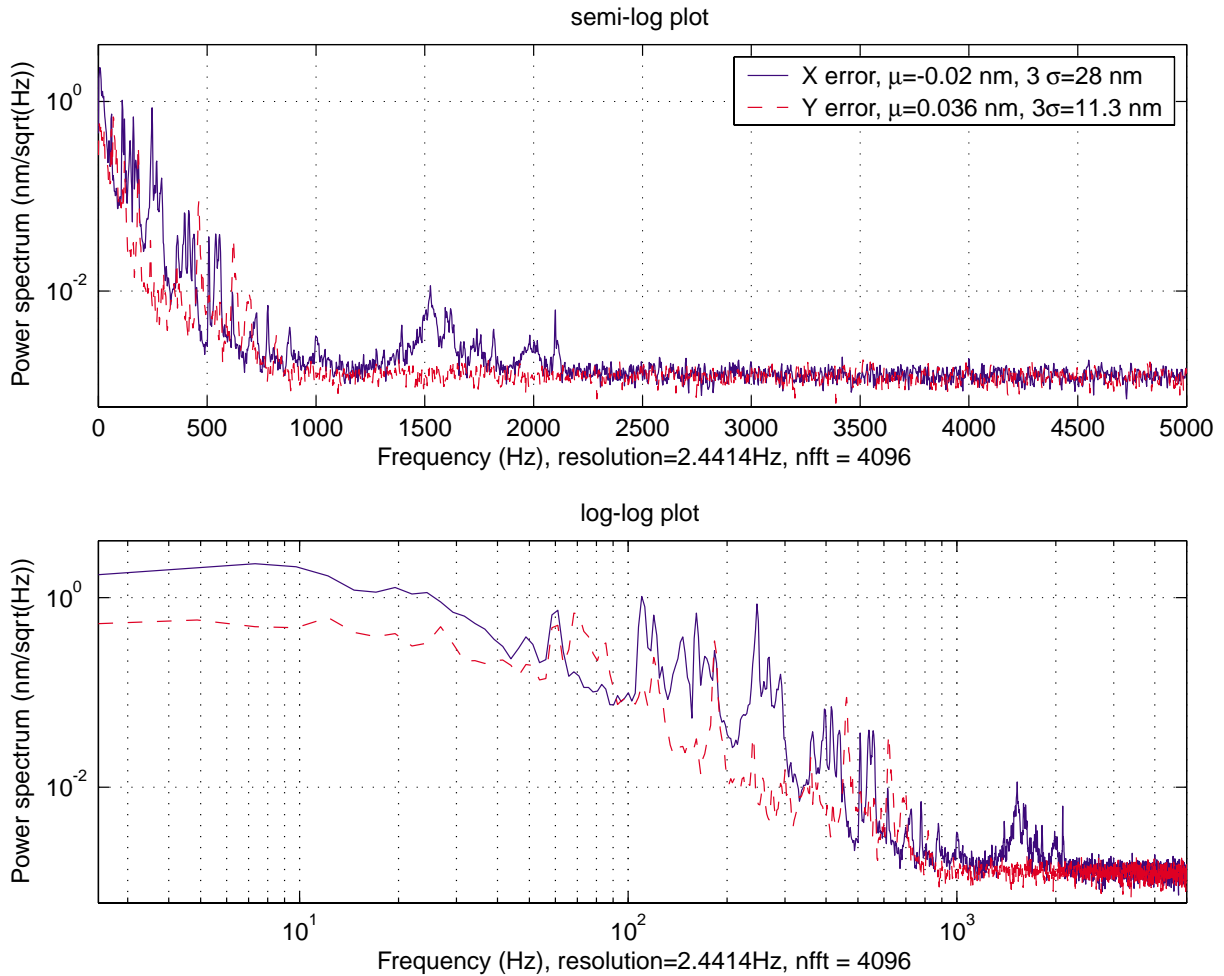 semi-log plot
Power spectrum (nm/sqrt(Hz))
10^0
10^-2
X error, μ=-0.02 nm, 3 σ=28 nm
Y error, μ=0.036 nm, 3σ=11.3 nm
0 500 1000 1500 2000 2500 3000 3500 4000 4500 5000
Frequency (Hz), resolution=2.4414Hz, nfft = 4096
log-log plot
Power spectrum (nm/sqrt(Hz))
10^0
10^-2
10^1 10^2 10^3
Frequency (Hz), resolution=2.4414Hz, nfft = 4096